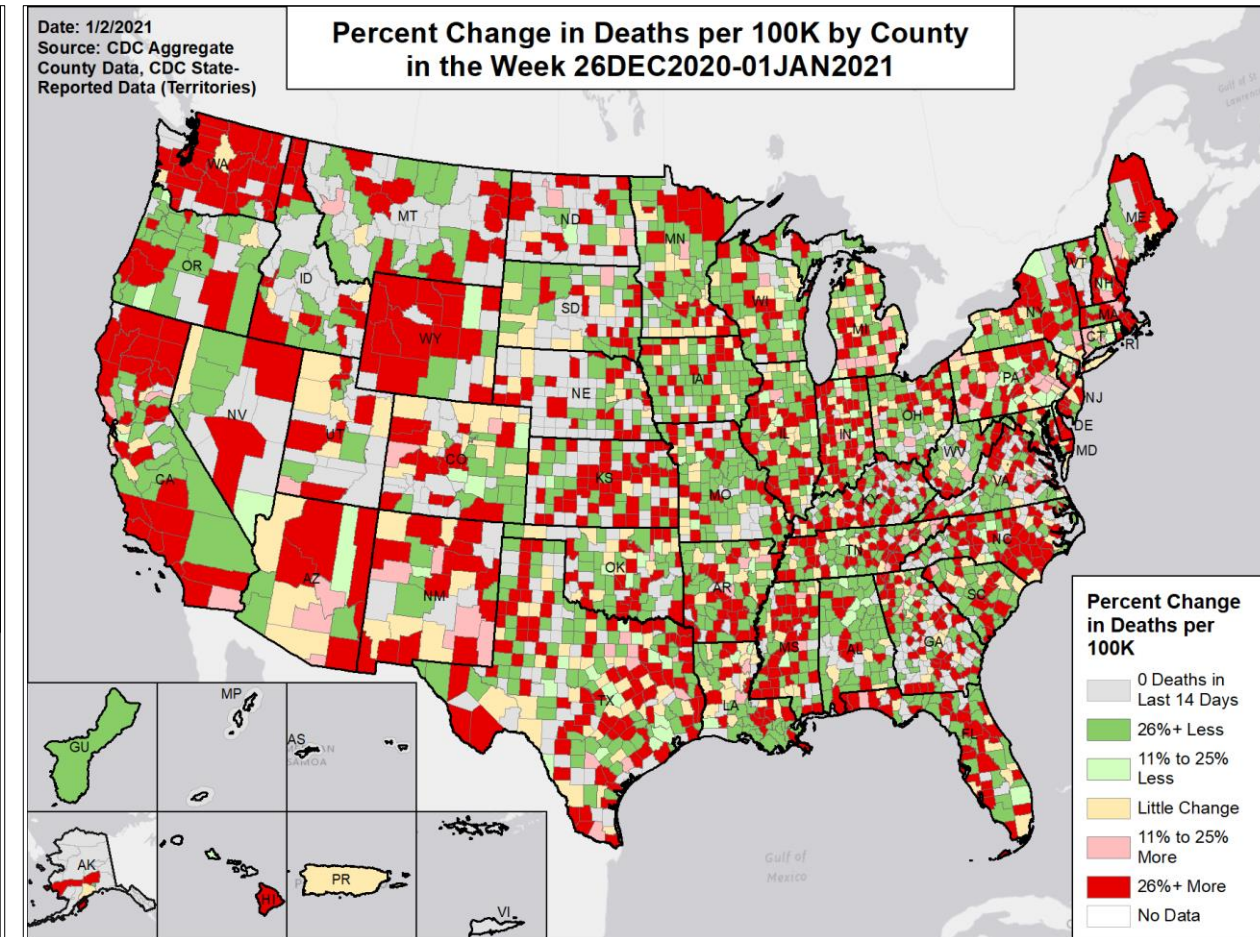 Date: 1/2/2021
Source: CDC Aggregate
County Data, CDC State-
Reported Data (Territories)
Percent Change in Deaths per 100K by County
in the Week 26DEC2020-01JAN2021
WA
MT
ND
MN
ME
OR
ID
SD
WI
MI
VT
NH
NY
MA
CT
RI
WY
NE
IA
PA
NJ
NV
UT
CO
IL
IN
OH
DE
MD
WV
CA
KS
MO
KY
VA
AZ
NM
OK
AR
TN
NC
SC
TX
LA
MS
AL
GA
FL
GU
MP
AS
SAMOA
AK
HI
PR
VI
Gulf of
Mexico
Gulf of St.
Lawrence
Percent Change
in Deaths per
100K
0 Deaths in
Last 14 Days
26%+ Less
11% to 25%
Less
Little Change
11% to 25%
More
26%+ More
No Data